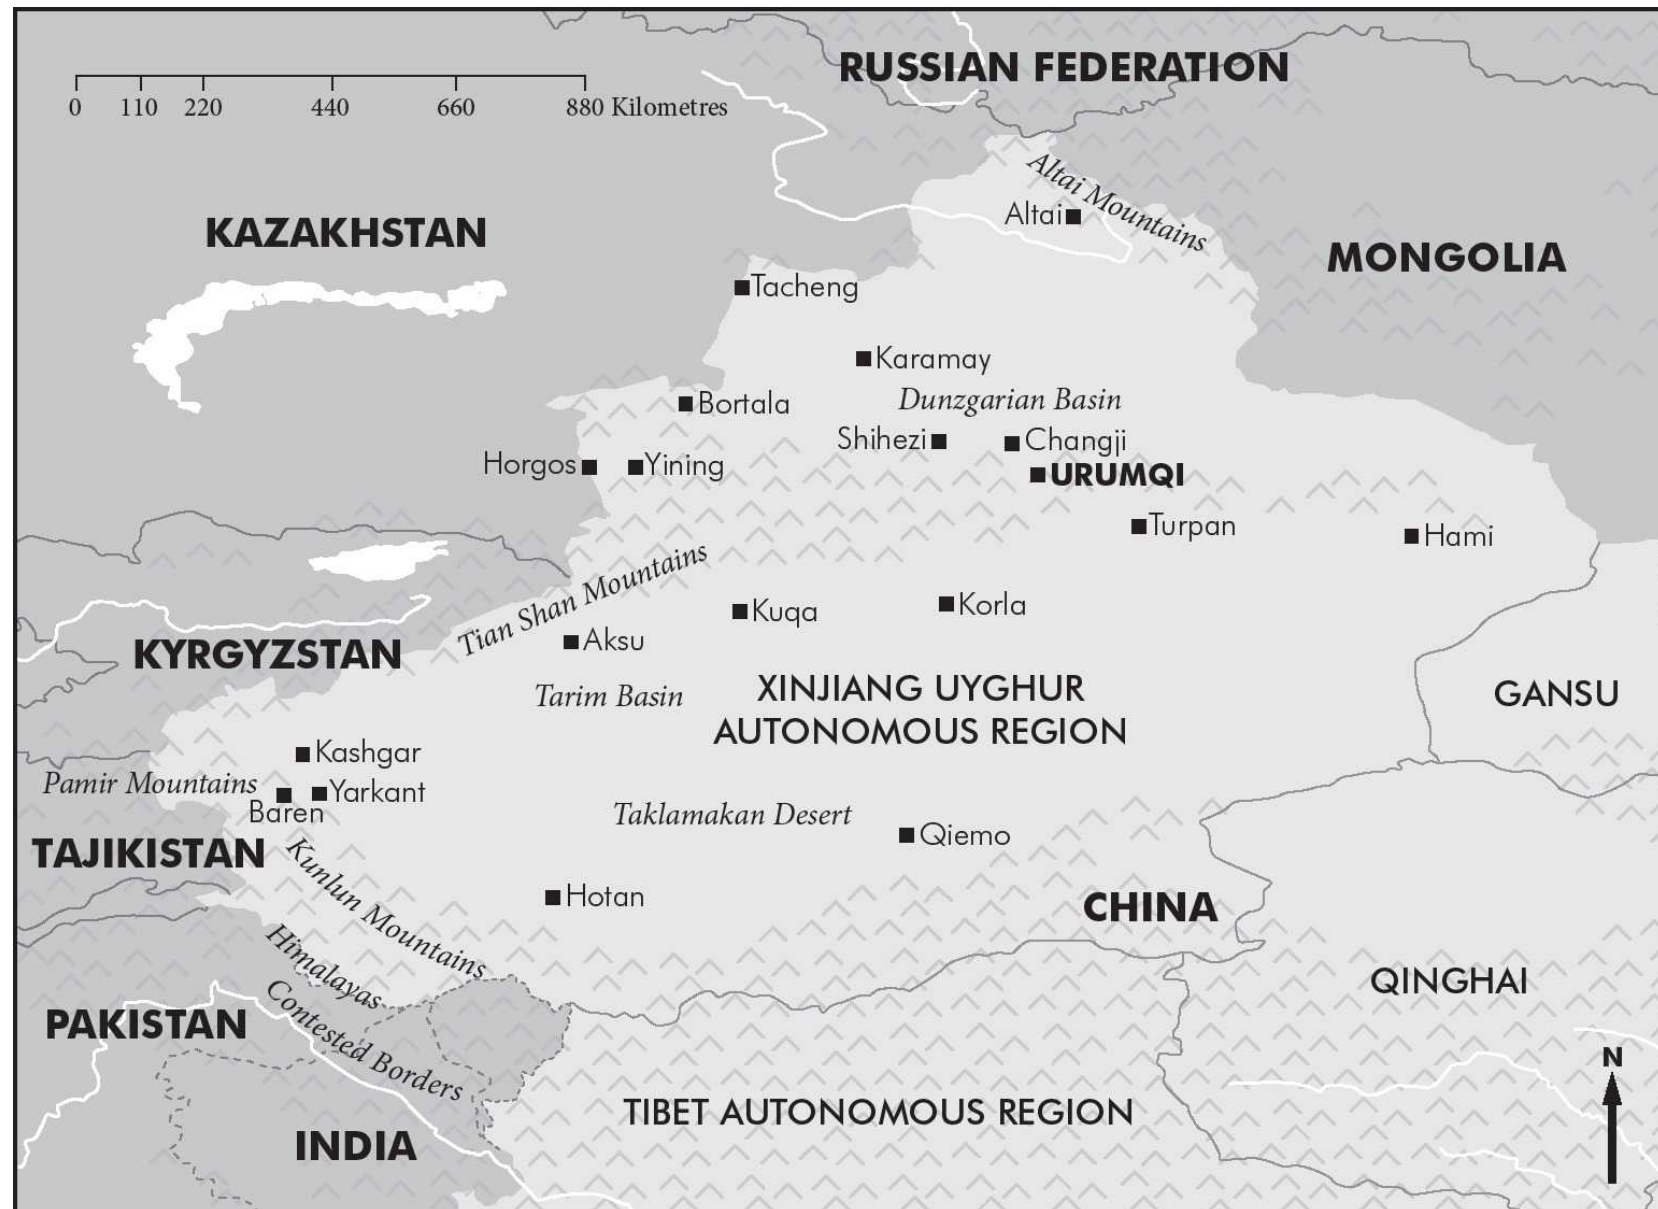 RUSSIAN FEDERATION
0 110 220 440 660 880 Kilometres
Altai Mountains
Altai
KAZAKHSTAN
MONGOLIA
Tacheng
Karamay
Dunzgarian Basin
Bortala
Shihezi
Changji
Horgos
Yining
URUMQI
Turpan
Hami
Tian Shan Mountains
Kuqa
Korla
Aksu
KYRGYZSTAN
Tarim Basin
XINJIANG UYGHUR
AUTONOMOUS REGION
GANSU
Kashgar
Pamir Mountains
Yarkant
Baren
Taklamakan Desert
Qiemo
TAJIKISTAN
Kunlun Mountains
Hotan
CHINA
Himalayas
QINGHAI
Contested Borders
PAKISTAN
N
TIBET AUTONOMOUS REGION
INDIA